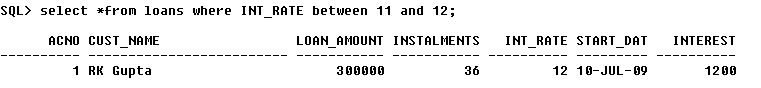 SQL> select *from loans where INT_RATE between 11 and 12;
ACNO CUST_NAME LOAN_AMOUNT INSTALMENTS INT_RATE START_DAT INTEREST
---------- -------------------- ----------- ----------- ---------- --------- ----------
1 RK Gupta 300000 36 12 10-JUL-09 1200